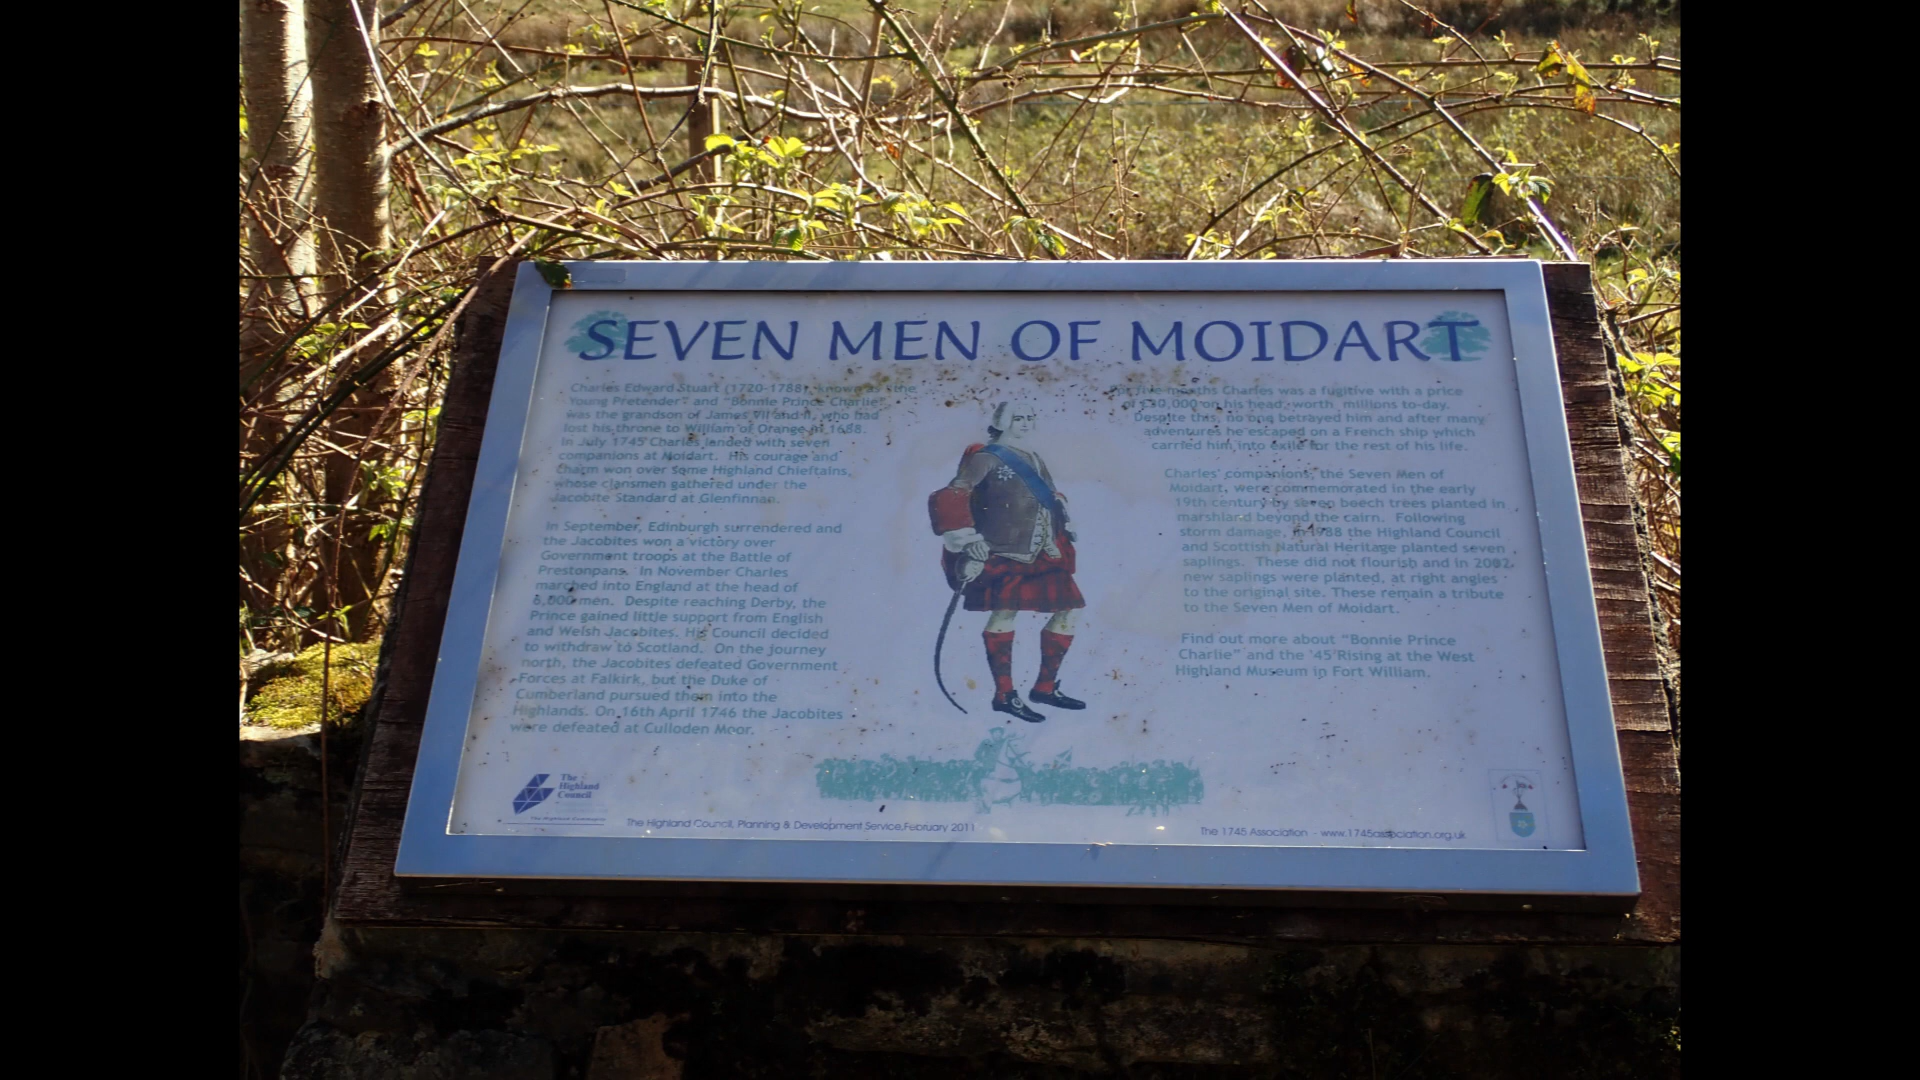 SEVEN MEN OF MOIDART
Charles Edward Stuart (1720-1788), known as "the
Young Pretender" and "Bonnie Prince Charlie"
was the grandson of James VII and II, who had
lost his throne to William of Orange in 1688.
In July 1745 Charles landed with seven
companions at Moidart. His courage and
charm won over some Highland Chieftains,
whose clansmen gathered under the
Jacobite Standard at Glenfinnan.
In September, Edinburgh surrendered and
the Jacobites won a victory over
Government troops at the Battle of
Prestonpans. In November Charles
marched into England at the head of
6,000 men. Despite reaching Derby, the
Prince gained little support from English
and Welsh Jacobites. His Council decided
to withdraw to Scotland. On the journey
north, the Jacobites defeated Government
Forces at Falkirk, but the Duke of
Cumberland pursued them into the
Highlands. On 16th April 1746 the Jacobites
were defeated at Culloden Moor.
For five months Charles was a fugitive with a price
of £30,000 on his head, worth millions to-day.
Despite this, no one betrayed him and after many
adventures he escaped on a French ship which
carried him into exile for the rest of his life.
Charles' companions, the Seven Men of
Moidart, were commemorated in the early
19th century by seven beech trees planted in
marshland beyond the cairn. Following
storm damage, in 1988 the Highland Council
and Scottish Natural Heritage planted seven
saplings. These did not flourish and in 2002,
new saplings were planted, at right angles
to the original site. These remain a tribute
to the Seven Men of Moidart.
Find out more about "Bonnie Prince
Charlie" and the '45 Rising at the West
Highland Museum in Fort William.
The
Highland
Council
The Highland Council, Planning & Development Service, February 2011
The 1745 Association - www.1745association.org.uk